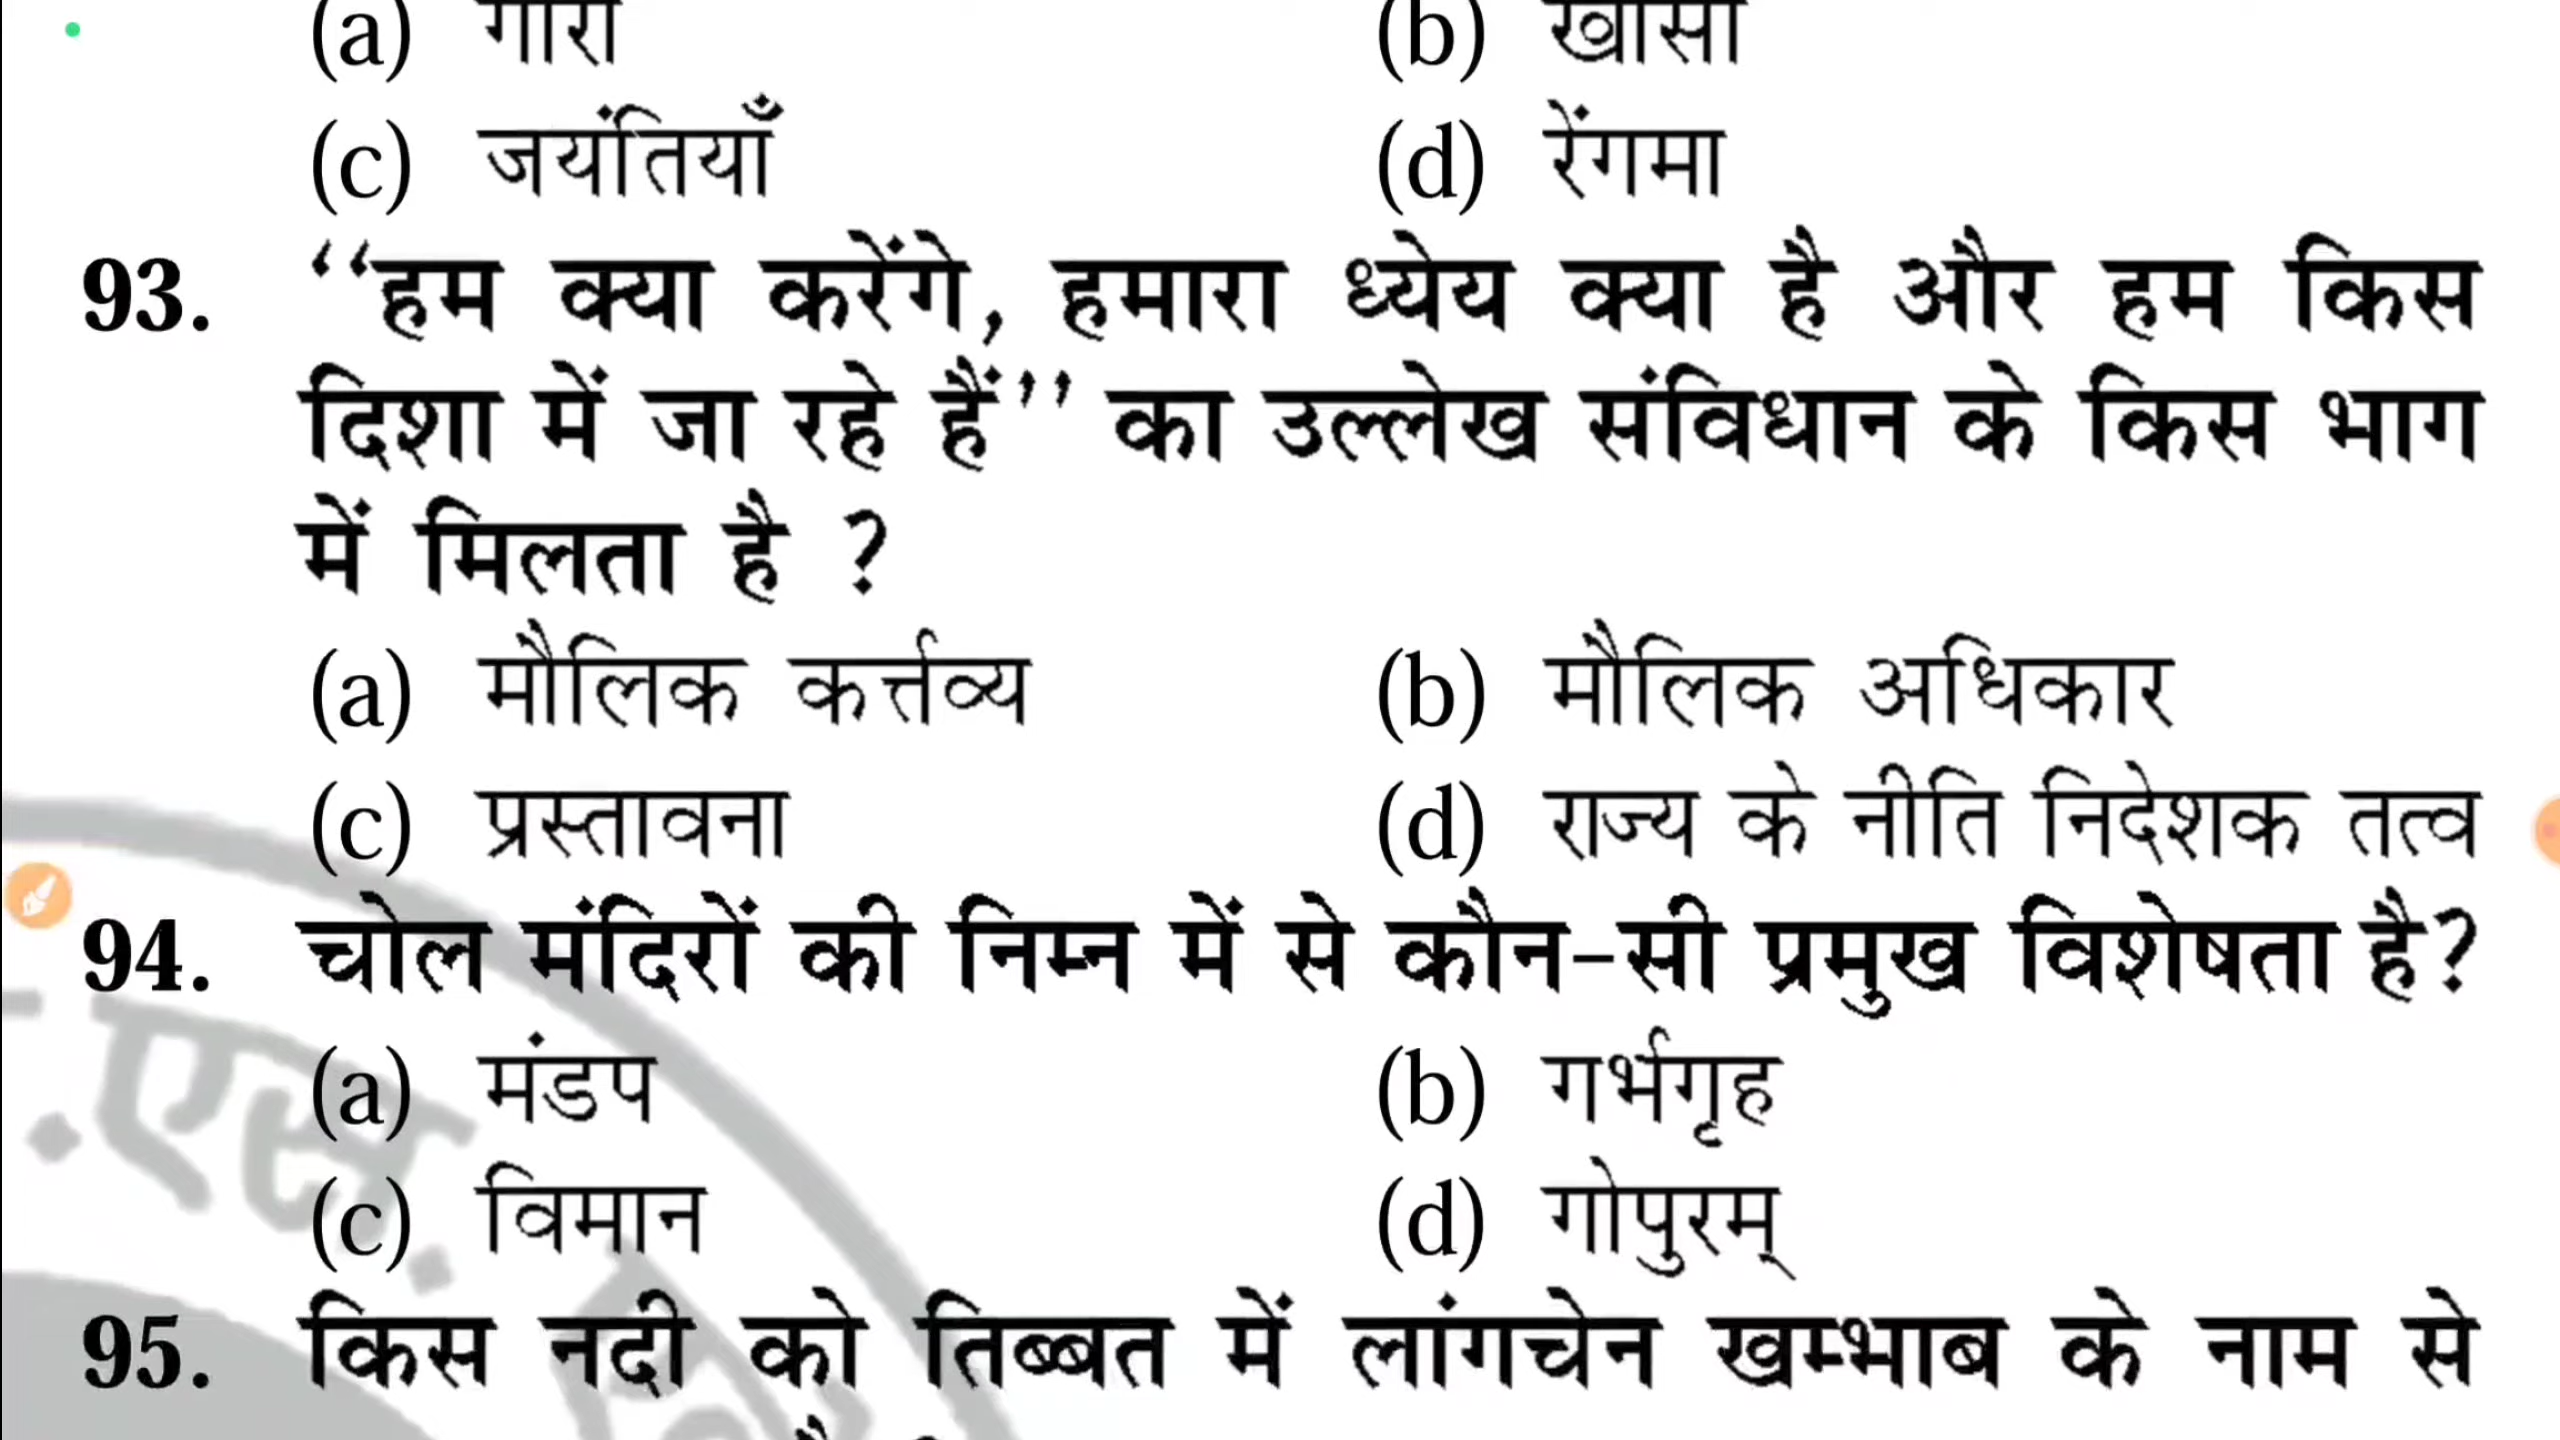 (a) गारो (b) खासी
(c) जयंतियाँ (d) रेंगमा
93. ‘‘हम क्या करेंगे, हमारा ध्येय क्या है और हम किस
दिशा में जा रहे हैं’’ का उल्लेख संविधान के किस भाग
में मिलता है ?
(a) मौलिक कर्त्तव्य (b) मौलिक अधिकार
(c) प्रस्तावना (d) राज्य के नीति निदेशक तत्व
94. चोल मंदिरों की निम्न में से कौन-सी प्रमुख विशेषता है?
(a) मंडप (b) गर्भगृह
(c) विमान (d) गोपुरम्
95. किस नदी को तिब्बत में लांगचेन खम्भाब के नाम से